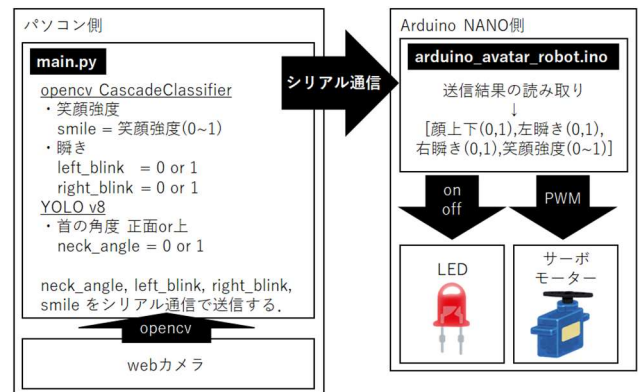 パソコン側
main.py
opencv CascadeClassifier
・笑顔強度
smile = 笑顔強度(0~1)
・瞬き
left_blink = 0 or 1
right_blink = 0 or 1
YOLO v8
・首の角度 正面or上
neck_angle = 0 or 1
neck_angle, left_blink, right_blink,
smile をシリアル通信で送信する.
opencv
webカメラ
シリアル通信
Arduino NANO側
arduino_avatar_robot.ino
送信結果の読み取り
↓
[顔上下(0,1),左瞬き(0,1),
右瞬き(0,1),笑顔強度(0~1)]
on
off
PWM
LED
サーボ
モーター